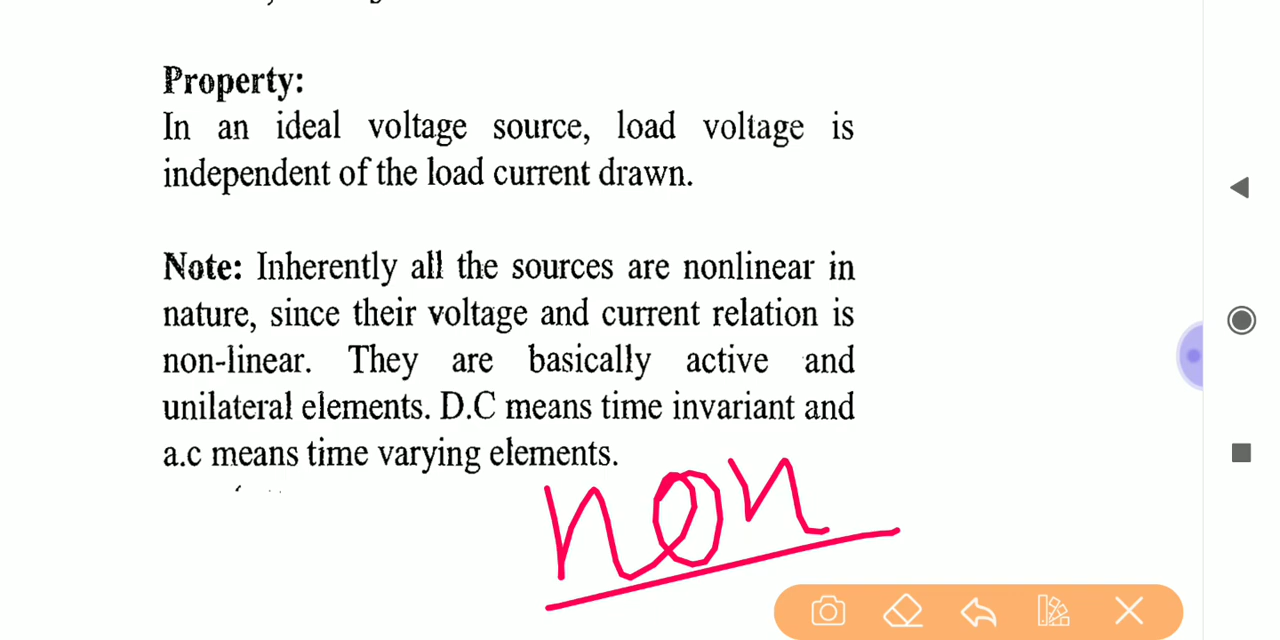 Property:
In an ideal voltage source, load voltage is
independent of the load current drawn.
Note: Inherently all the sources are nonlinear in
nature, since their voltage and current relation is
non-linear. They are basically active and
unilateral elements. D.C means time invariant and
a.c means time varying elements.
non